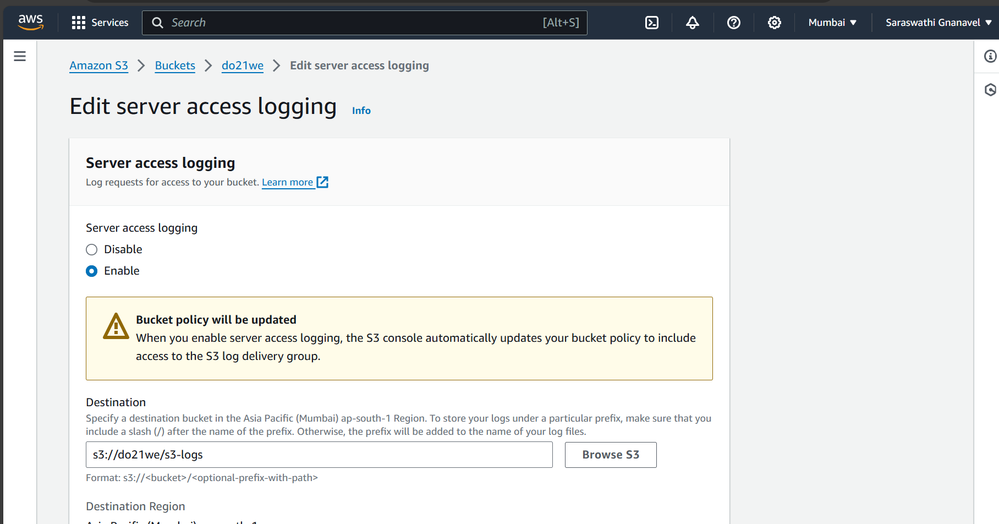 aws
Services
Search
[Alt+S]
Mumbai
Saraswathi Gnanavel
Amazon S3 > Buckets > do21we > Edit server access logging
Edit server access logging Info
Server access logging
Log requests for access to your bucket. Learn more
Server access logging
Disable
Enable
Bucket policy will be updated
When you enable server access logging, the S3 console automatically updates your bucket policy to include
access to the S3 log delivery group.
Destination
Specify a destination bucket in the Asia Pacific (Mumbai) ap-south-1 Region. To store your logs under a particular prefix, make sure that you
include a slash (/) after the name of the prefix. Otherwise, the prefix will be added to the name of your log files.
s3://do21we/s3-logs
Browse S3
Format: s3://<bucket>/<optional-prefix-with-path>
Destination Region
Asia Pacific (Mumbai) ap-south-1